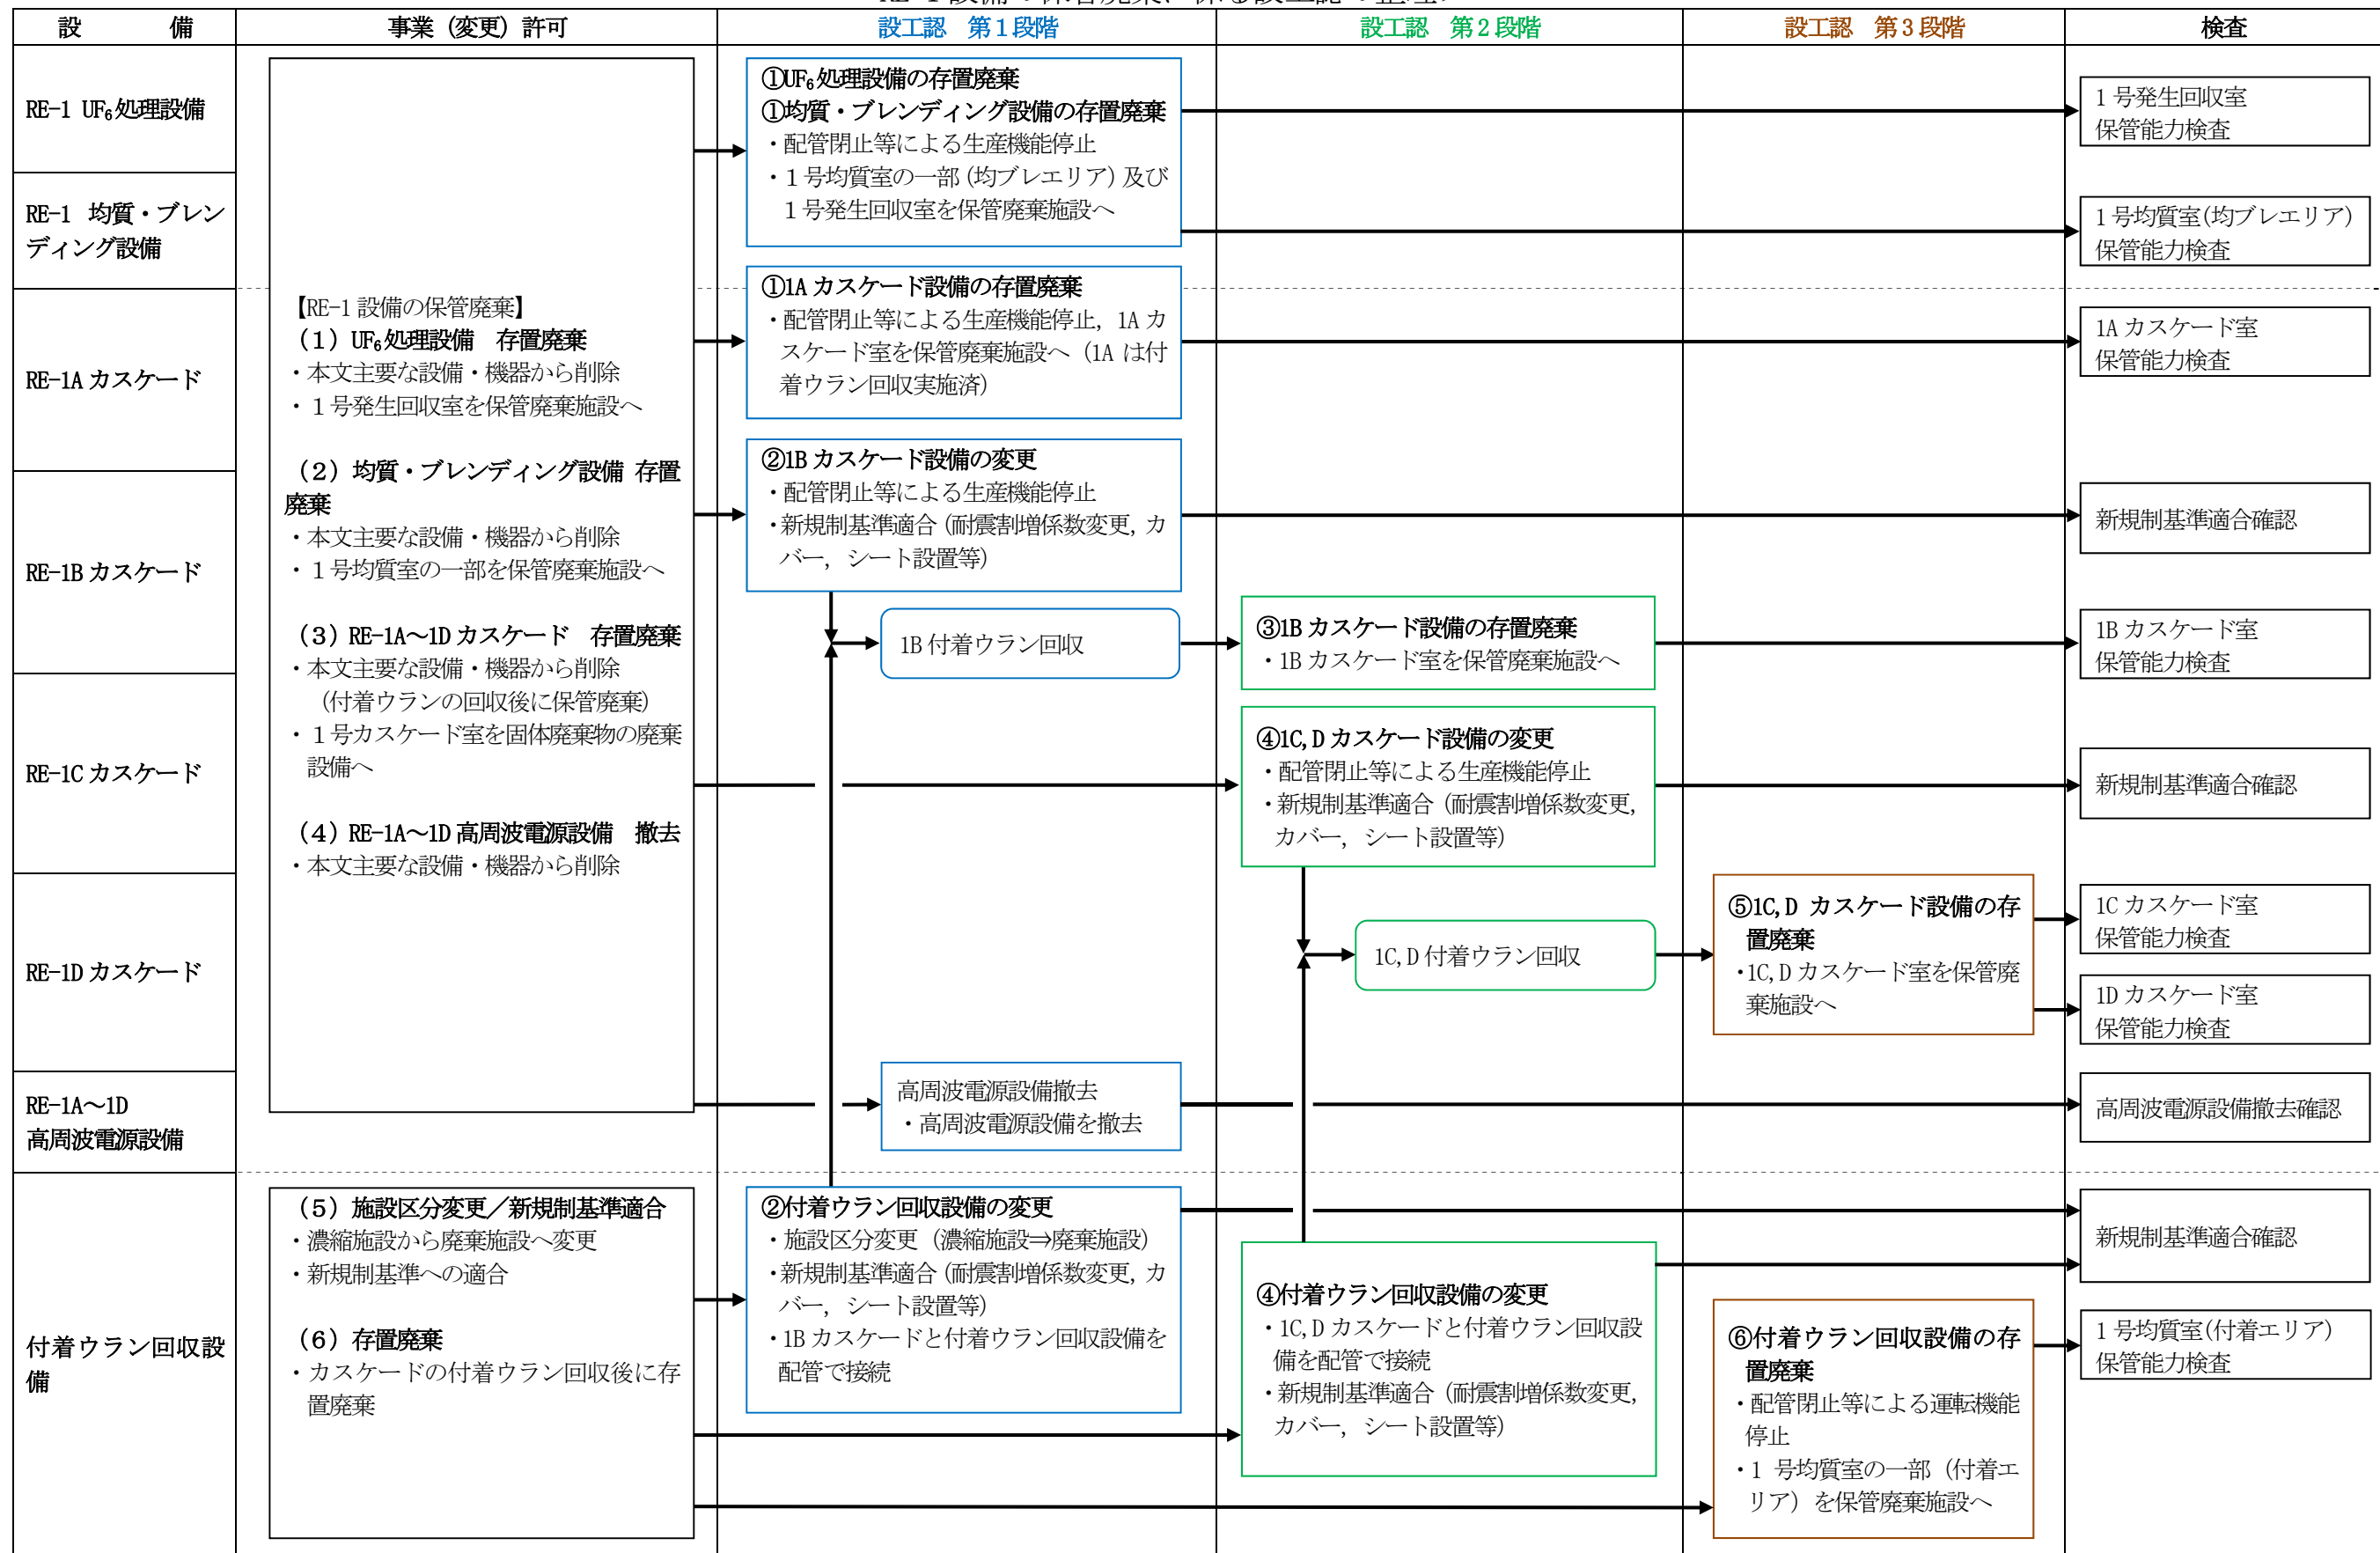 設　備
事業（変更）許可
設工認　第１段階
設工認　第２段階
設工認　第３段階
検査
RE-1 UF₆処理設備
RE-1 均質・ブレン
ディング設備
RE-1A カスケード
RE-1B カスケード
RE-1C カスケード
RE-1D カスケード
RE-1A～1D
高周波電源設備
付着ウラン回収設
備
【RE-1 設備の保管廃棄】
（１）UF₆処理設備　存置廃棄
・本文主要な設備・機器から削除
・１号発生回収室を保管廃棄施設へ
（２）均質・ブレンディング設備 存置
廃棄
・本文主要な設備・機器から削除
・１号均質室の一部を保管廃棄施設へ
（３）RE-1A～1D カスケード　存置廃棄
・本文主要な設備・機器から削除
（付着ウランの回収後に保管廃棄）
・１号カスケード室を固体廃棄物の廃棄
設備へ
（４）RE-1A～1D 高周波電源設備　撤去
・本文主要な設備・機器から削除
（５）施設区分変更／新規制基準適合
・濃縮施設から廃棄施設へ変更
・新規制基準への適合
（６）存置廃棄
・カスケードの付着ウラン回収後に存
置廃棄
①UF₆処理設備の存置廃棄
①均質・ブレンディング設備の存置廃棄
・配管閉止等による生産機能停止
・１号均質室の一部（均ブレエリア）及び
１号発生回収室を保管廃棄施設へ
①1A カスケード設備の存置廃棄
・配管閉止等による生産機能停止，1A カ
スケード室を保管廃棄施設へ（1A は付
着ウラン回収実施済）
②1B カスケード設備の変更
・配管閉止等による生産機能停止
・新規制基準適合（耐震割増係数変更，カ
バー，シート設置等）
1B 付着ウラン回収
高周波電源設備撤去
・高周波電源設備を撤去
②付着ウラン回収設備の変更
・施設区分変更（濃縮施設⇒廃棄施設）
・新規制基準適合（耐震割増係数変更，カ
バー，シート設置等）
・1B カスケードと付着ウラン回収設備を
配管で接続
③1B カスケード設備の存置廃棄
・1B カスケード室を保管廃棄施設へ
④1C,D カスケード設備の変更
・配管閉止等による生産機能停止
・新規制基準適合（耐震割増係数変更，
カバー，シート設置等）
1C,D 付着ウラン回収
④付着ウラン回収設備の変更
・1C,D カスケードと付着ウラン回収設
備を配管で接続
・新規制基準適合（耐震割増係数変更，
カバー，シート設置等）
⑤1C,D カスケード設備の存
置廃棄
・1C,D カスケード室を保管廃
棄施設へ
⑥付着ウラン回収設備の存
置廃棄
・配管閉止等による運転機能
停止
・1 号均質室の一部（付着エ
リア）を保管廃棄施設へ
１号発生回収室
保管能力検査
１号均質室（均ブレエリア）
保管能力検査
1A カスケード室
保管能力検査
新規制基準適合確認
1B カスケード室
保管能力検査
新規制基準適合確認
1C カスケード室
保管能力検査
1D カスケード室
保管能力検査
高周波電源設備撤去確認
新規制基準適合確認
１号均質室（付着エリア）
保管能力検査